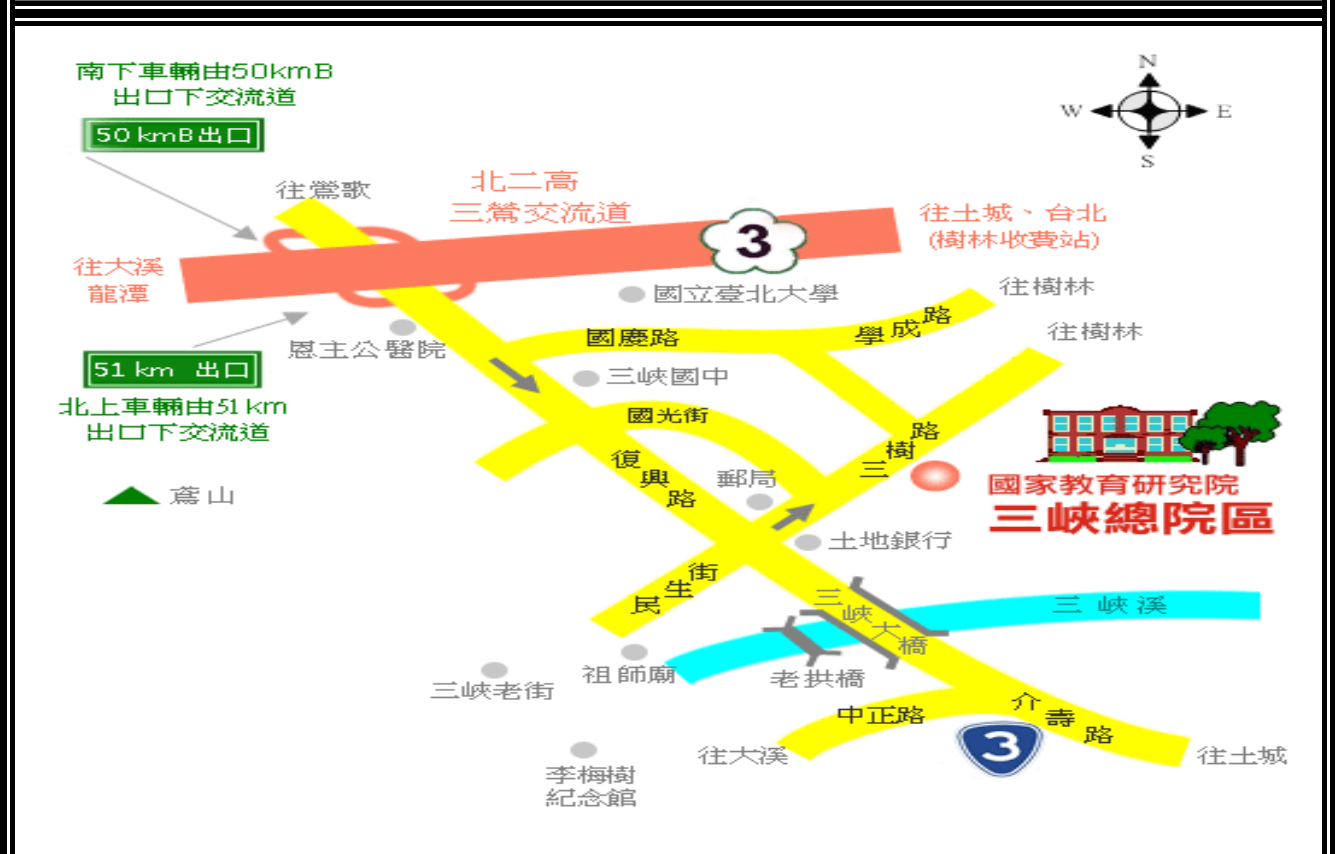 南下車輛由50kmB
出口下交流道
50 kmB出口
N
W
E
S
往鶯歌
北二高
三鶯交流道
3
往土城、台北
(樹林收費站)
往大溪
龍潭
國立臺北大學
往樹林
往樹林
恩主公醫院
國慶路
學成路
51 km 出口
北上車輛由51km
出口下交流道
三峽國中
國光街
復興路
郵局
三樹路
國家教育研究院
三峽總院區
鳶山
土地銀行
民生街
三峽大橋
三峽溪
祖師廟
老拱橋
三峽老街
中正路
介壽路
3
往大溪
往土城
李梅樹
紀念館